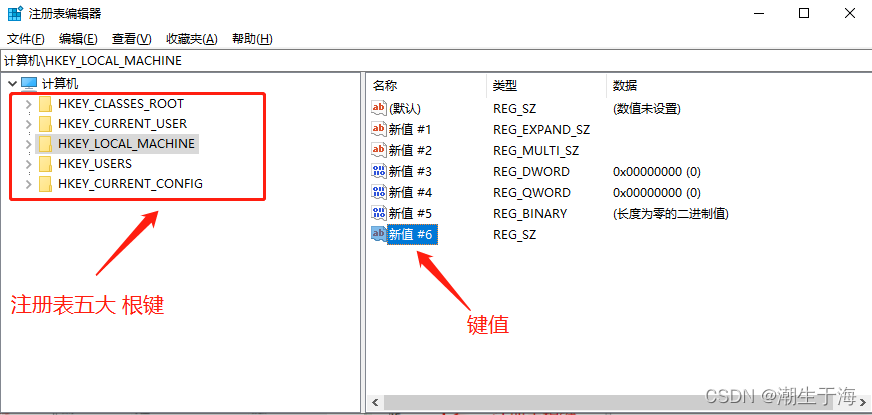 注册表编辑器
文件(F) 编辑(E) 查看(V) 收藏夹(A) 帮助(H)
计算机\HKEY_LOCAL_MACHINE
计算机
HKEY_CLASSES_ROOT
HKEY_CURRENT_USER
HKEY_LOCAL_MACHINE
HKEY_USERS
HKEY_CURRENT_CONFIG
注册表五大 根键
名称 类型 数据
(默认) REG_SZ (数值未设置)
新值 #1 REG_EXPAND_SZ
新值 #2 REG_MULTI_SZ
新值 #3 REG_DWORD 0x00000000 (0)
新值 #4 REG_QWORD 0x00000000 (0)
新值 #5 REG_BINARY (长度为零的二进制值)
新值 #6 REG_SZ
键值
CSDN @潮生于海